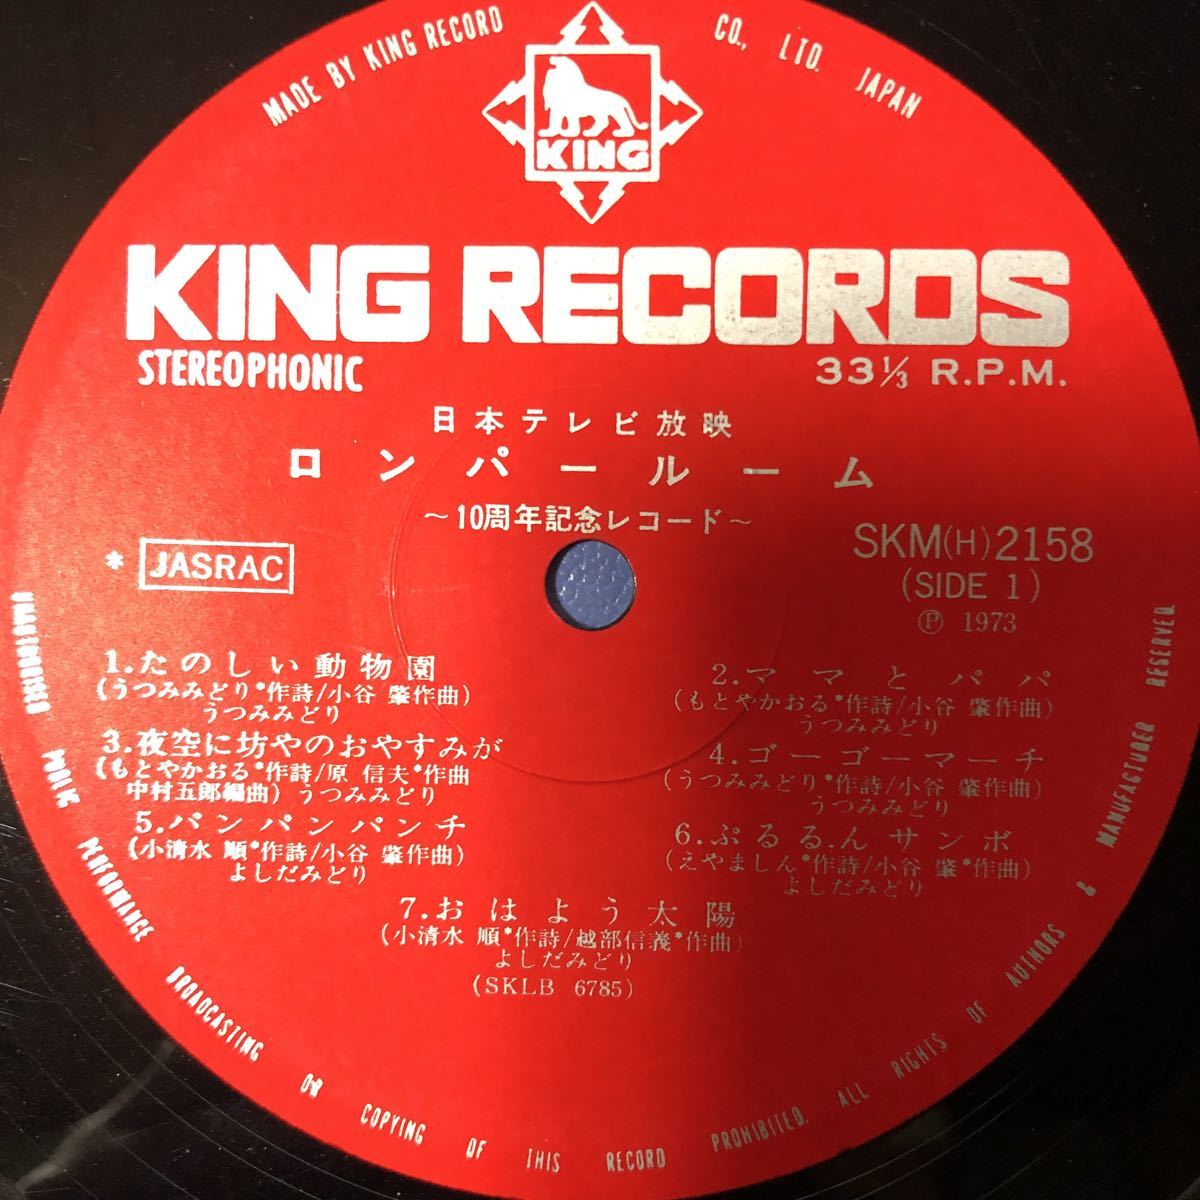 MADE BY KING RECORD CO., LTD. JAPAN
KING
KING RECORDS
STEREOPHONIC
33⅓ R.P.M.
日本テレビ放映
ロンパールーム
～10周年記念レコード～
* JASRAC
SKM(H)2158
(SIDE 1)
Ⓟ 1973
1.たのしい動物園
(うつみみどり*作詩/小谷 肇作曲)
うつみみどり
2.ママとパパ
(もとやかおる*作詩/小谷 肇作曲)
うつみみどり
3.夜空に坊やのおやすみが
(もとやかおる*作詩/原 信夫*作曲
中村五郎編曲) うつみみどり
4.ゴーゴーマーチ
(うつみみどり*作詩/小谷 肇作曲)
うつみみどり
5.パンパンパンチ
(小清水 順*作詩/小谷 肇作曲)
よしだみどり
6.ぷるる.んサンボ
(えやましん*作詩/小谷 肇*作曲)
よしだみどり
7.おはよう太陽
(小清水 順*作詩/越部信義*作曲)
よしだみどり
(SKLB 6785)
UNAUTHORIZED PUBLIC PERFORMANCE BROADCASTING OR COPYING OF THIS RECORD PROHIBITED. ALL RIGHTS OF AUTHORS & MANUFACTURER RESERVED